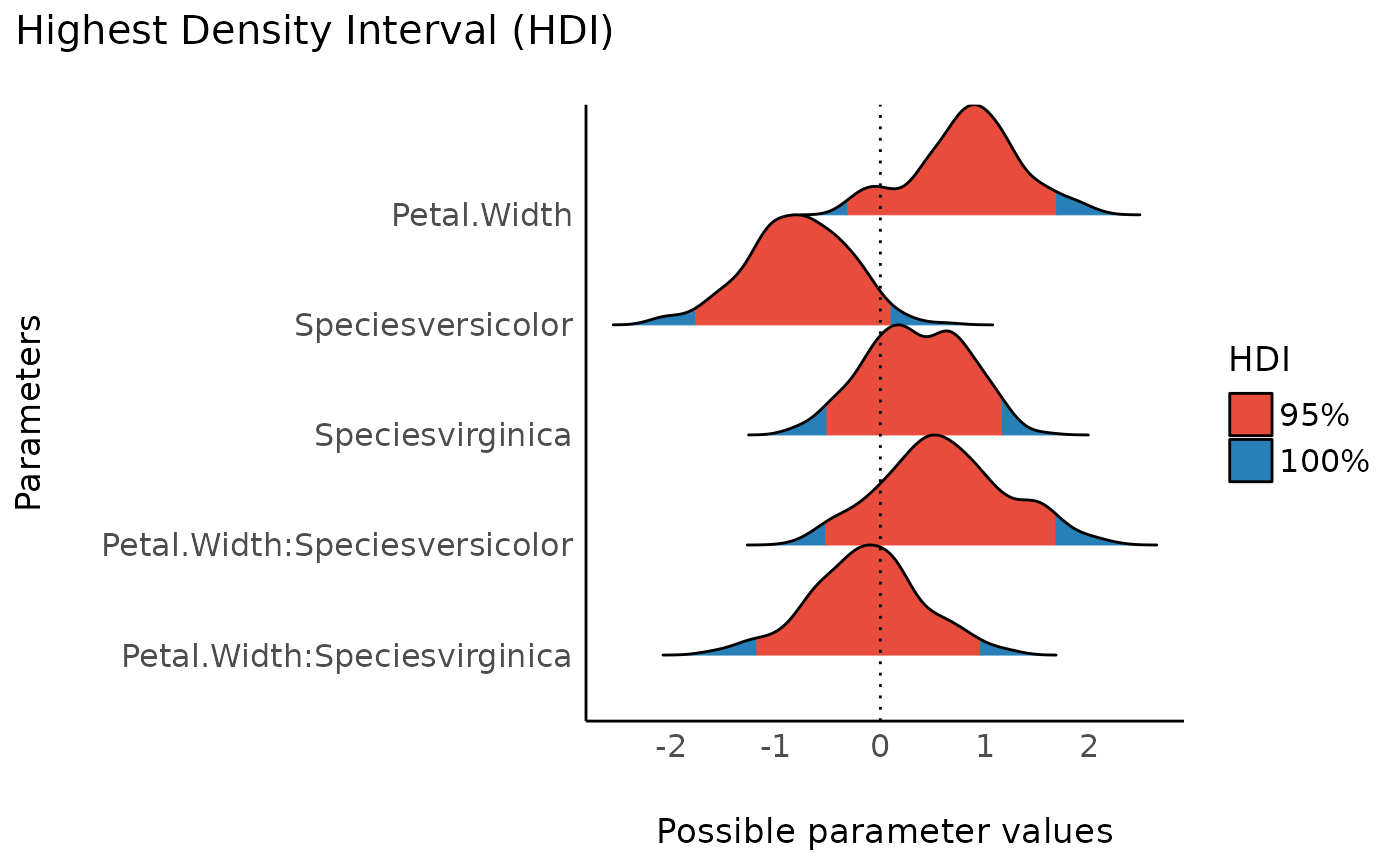 Highest Density Interval (HDI)
Parameters
Petal.Width
Speciesversicolor
Speciesvirginica
Petal.Width:Speciesversicolor
Petal.Width:Speciesvirginica
-2 -1 0 1 2
Possible parameter values
HDI
95%
100%